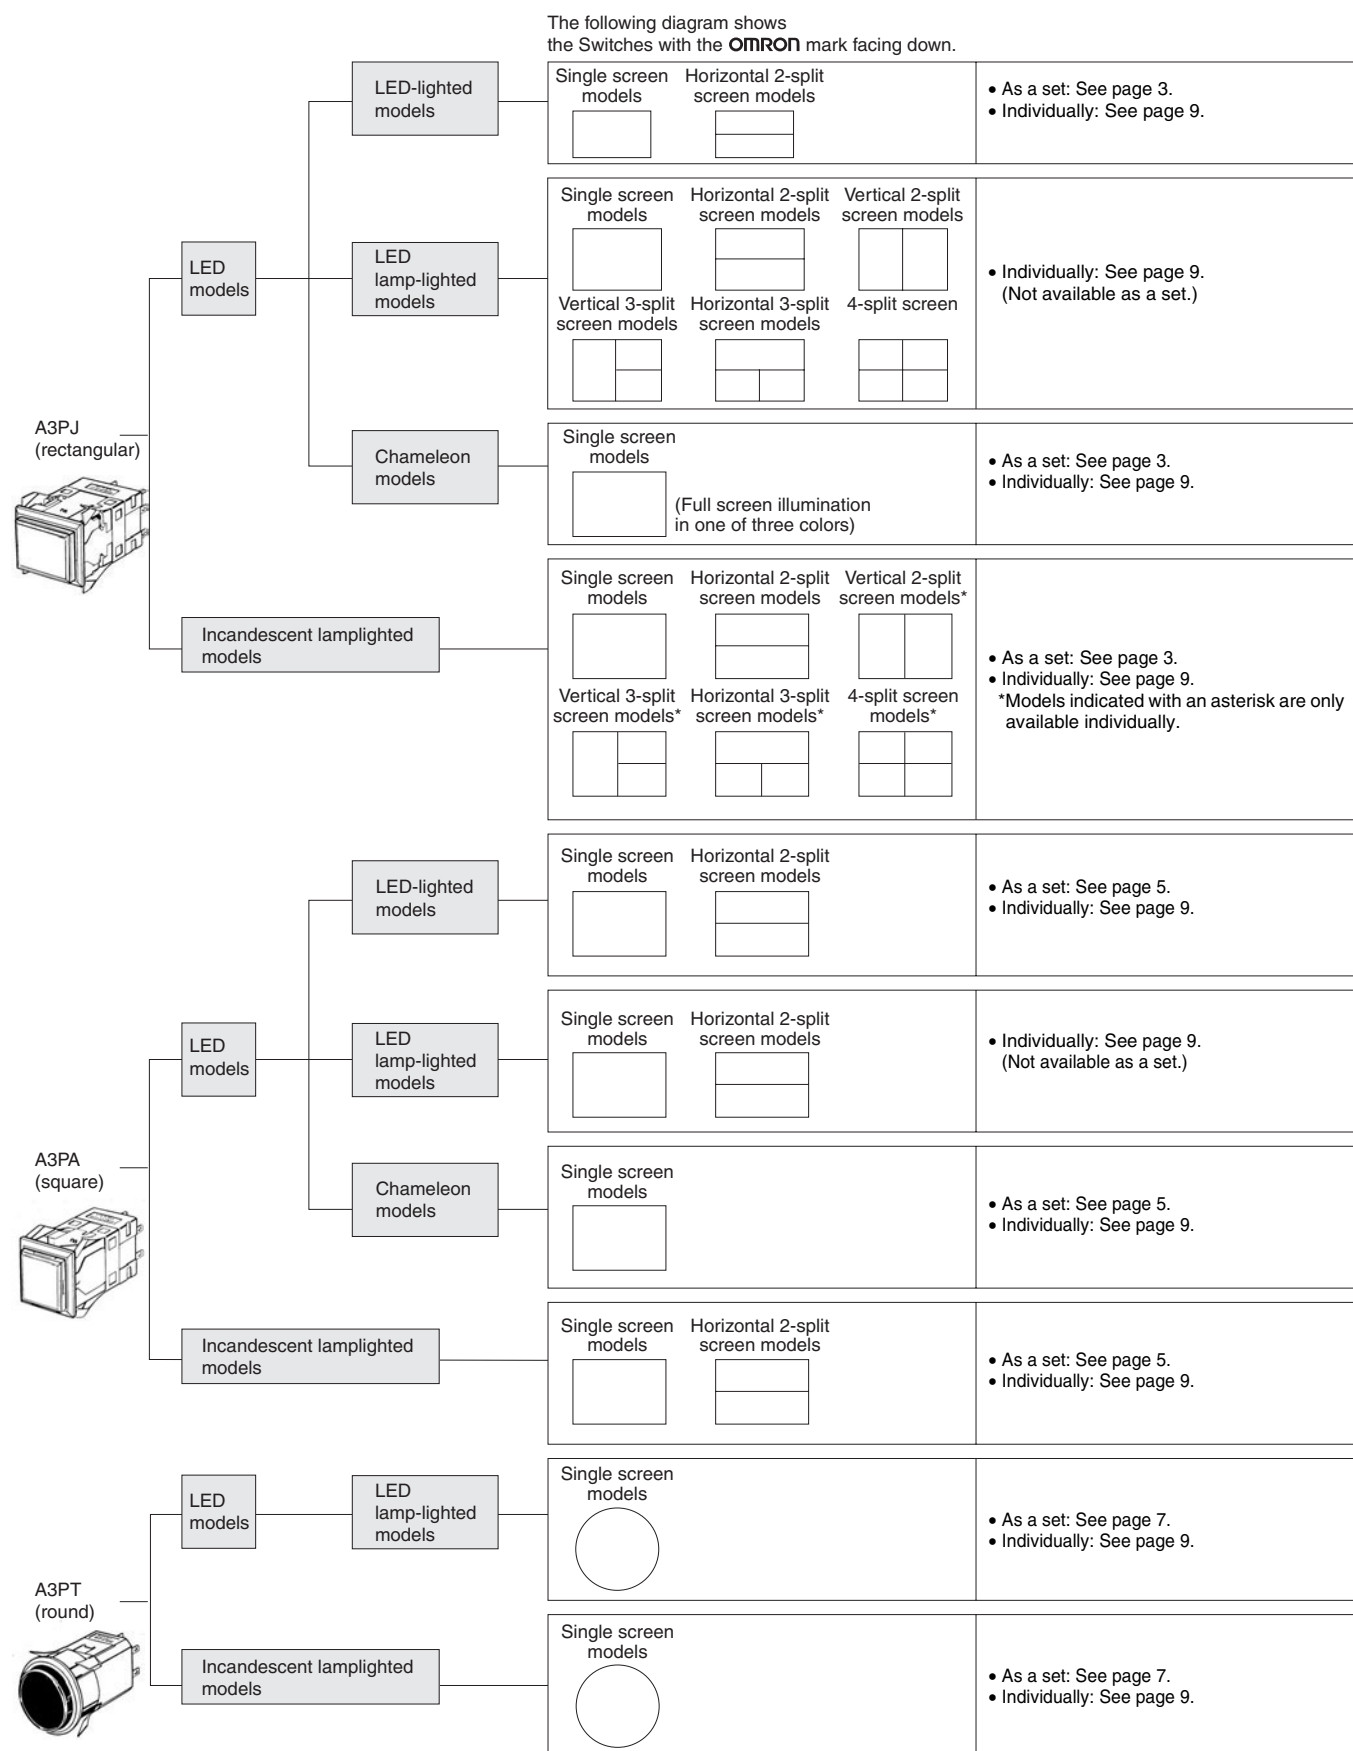 The following diagram shows
the Switches with the OMRON mark facing down.
LED-lighted
models
Single screen
models
Horizontal 2-split
screen models
• As a set: See page 3.
• Individually: See page 9.
LED
models
LED
lamp-lighted
models
Single screen
models
Horizontal 2-split
screen models
Vertical 2-split
screen models
Vertical 3-split
screen models
Horizontal 3-split
screen models
4-split screen
• Individually: See page 9.
(Not available as a set.)
A3PJ
(rectangular)
Chameleon
models
Single screen
models
(Full screen illumination
in one of three colors)
• As a set: See page 3.
• Individually: See page 9.
Incandescent lamplighted
models
Single screen
models
Horizontal 2-split
screen models
Vertical 2-split
screen models*
Vertical 3-split
screen models*
Horizontal 3-split
screen models*
4-split screen
models*
• As a set: See page 3.
• Individually: See page 9.
*Models indicated with an asterisk are only
available individually.
LED-lighted
models
Single screen
models
Horizontal 2-split
screen models
• As a set: See page 5.
• Individually: See page 9.
LED
models
LED
lamp-lighted
models
Single screen
models
Horizontal 2-split
screen models
• Individually: See page 9.
(Not available as a set.)
A3PA
(square)
Chameleon
models
Single screen
models
• As a set: See page 5.
• Individually: See page 9.
Incandescent lamplighted
models
Single screen
models
Horizontal 2-split
screen models
• As a set: See page 5.
• Individually: See page 9.
LED
models
LED
lamp-lighted
models
Single screen
models
• As a set: See page 7.
• Individually: See page 9.
A3PT
(round)
Incandescent lamplighted
models
Single screen
models
• As a set: See page 7.
• Individually: See page 9.